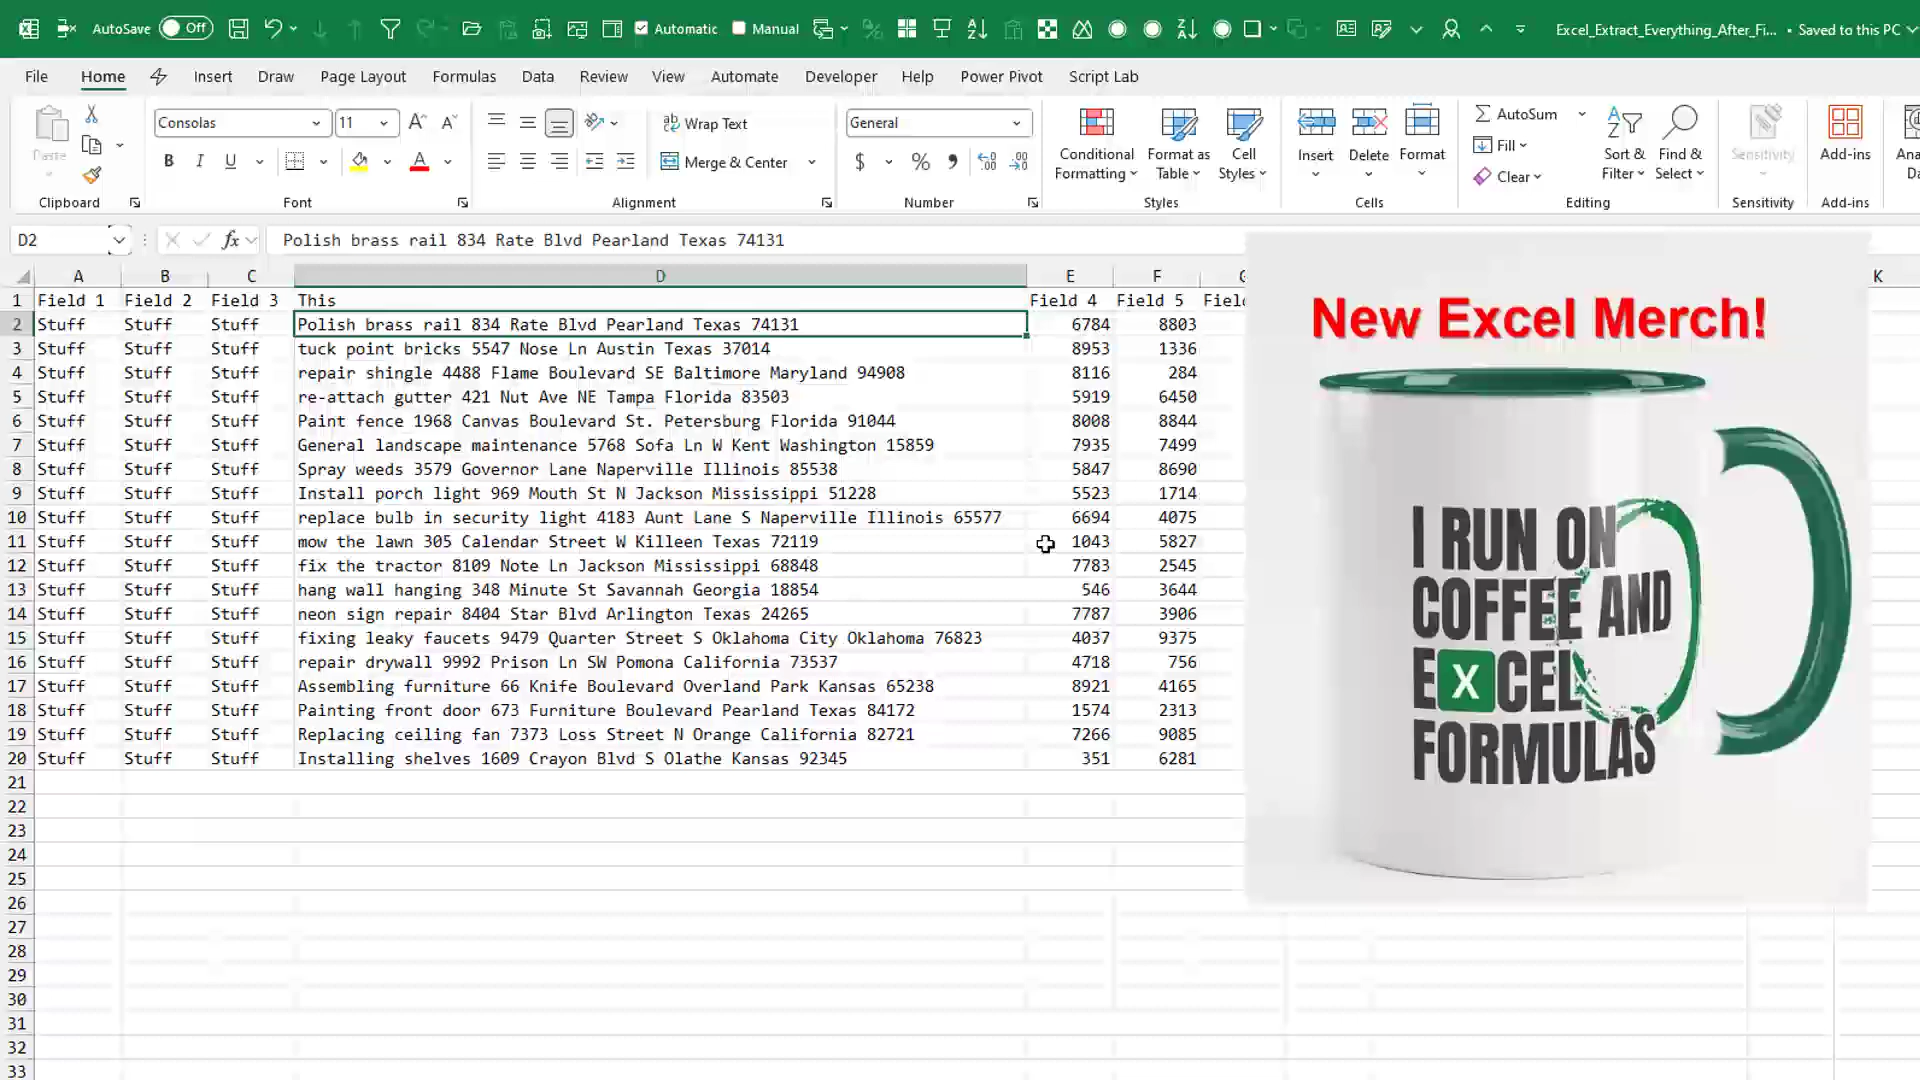 AutoSave Off Automatic Manual Excel_Extract_Everything_After_Fi... • Saved to this PC
File Home Insert Draw Page Layout Formulas Data Review View Automate Developer Help Power Pivot Script Lab
Paste Consolas 11 Wrap Text General Conditional Formatting Format as Table Cell Styles Insert Delete Format AutoSum Sort & Filter Find & Select Sensitivity Add-ins
B I U Merge & Center $ % Fill
Clear
Clipboard Font Alignment Number Styles Cells Editing Sensitivity Add-ins
D2 fx Polish brass rail 834 Rate Blvd Pearland Texas 74131
A B C D E F K
1 Field 1 Field 2 Field 3 This Field 4 Field 5 Field
2 Stuff Stuff Stuff Polish brass rail 834 Rate Blvd Pearland Texas 74131 6784 8803
3 Stuff Stuff Stuff tuck point bricks 5547 Nose Ln Austin Texas 37014 8953 1336
4 Stuff Stuff Stuff repair shingle 4488 Flame Boulevard SE Baltimore Maryland 94908 8116 284
5 Stuff Stuff Stuff re-attach gutter 421 Nut Ave NE Tampa Florida 83503 5919 6450
6 Stuff Stuff Stuff Paint fence 1968 Canvas Boulevard St. Petersburg Florida 91044 8008 8844
7 Stuff Stuff Stuff General landscape maintenance 5768 Sofa Ln W Kent Washington 15859 7935 7499
8 Stuff Stuff Stuff Spray weeds 3579 Governor Lane Naperville Illinois 85538 5847 8690
9 Stuff Stuff Stuff Install porch light 969 Mouth St N Jackson Mississippi 51228 5523 1714
10 Stuff Stuff Stuff replace bulb in security light 4183 Aunt Lane S Naperville Illinois 65577 6694 4075
11 Stuff Stuff Stuff mow the lawn 305 Calendar Street W Killeen Texas 72119 1043 5827
12 Stuff Stuff Stuff fix the tractor 8109 Note Ln Jackson Mississippi 68848 7783 2545
13 Stuff Stuff Stuff hang wall hanging 348 Minute St Savannah Georgia 18854 546 3644
14 Stuff Stuff Stuff neon sign repair 8404 Star Blvd Arlington Texas 24265 7787 3906
15 Stuff Stuff Stuff fixing leaky faucets 9479 Quarter Street S Oklahoma City Oklahoma 76823 4037 9375
16 Stuff Stuff Stuff repair drywall 9992 Prison Ln SW Pomona California 73537 4718 756
17 Stuff Stuff Stuff Assembling furniture 66 Knife Boulevard Overland Park Kansas 65238 8921 4165
18 Stuff Stuff Stuff Painting front door 673 Furniture Boulevard Pearland Texas 84172 1574 2313
19 Stuff Stuff Stuff Replacing ceiling fan 7373 Loss Street N Orange California 82721 7266 9085
20 Stuff Stuff Stuff Installing shelves 1609 Crayon Blvd S Olathe Kansas 92345 351 6281
21
22
23
24
25
26
27
28
29
30
31
32
33
New Excel Merch!
I RUN ON
COFFEE AND
EXCEL
FORMULAS